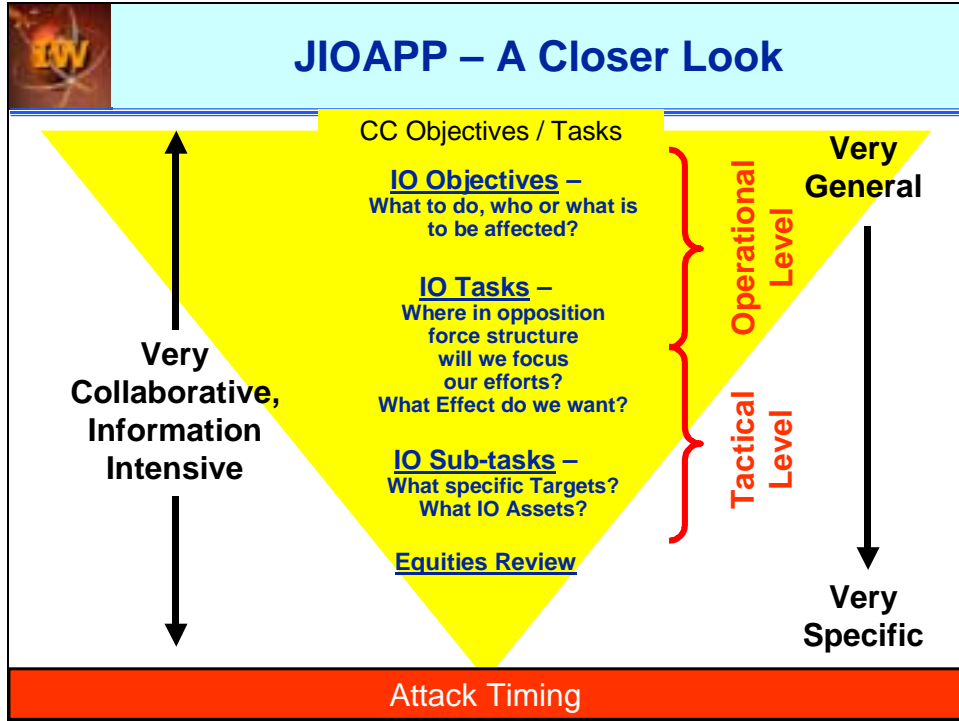 IW
JIOAPP – A Closer Look
CC Objectives / Tasks
IO Objectives –
What to do, who or what is
to be affected?
IO Tasks –
Where in opposition
force structure
will we focus
our efforts?
What Effect do we want?
IO Sub-tasks –
What specific Targets?
What IO Assets?
Equities Review
Very
Collaborative,
Information
Intensive
Operational
Level
Tactical
Level
Very
General
Very
Specific
Attack Timing